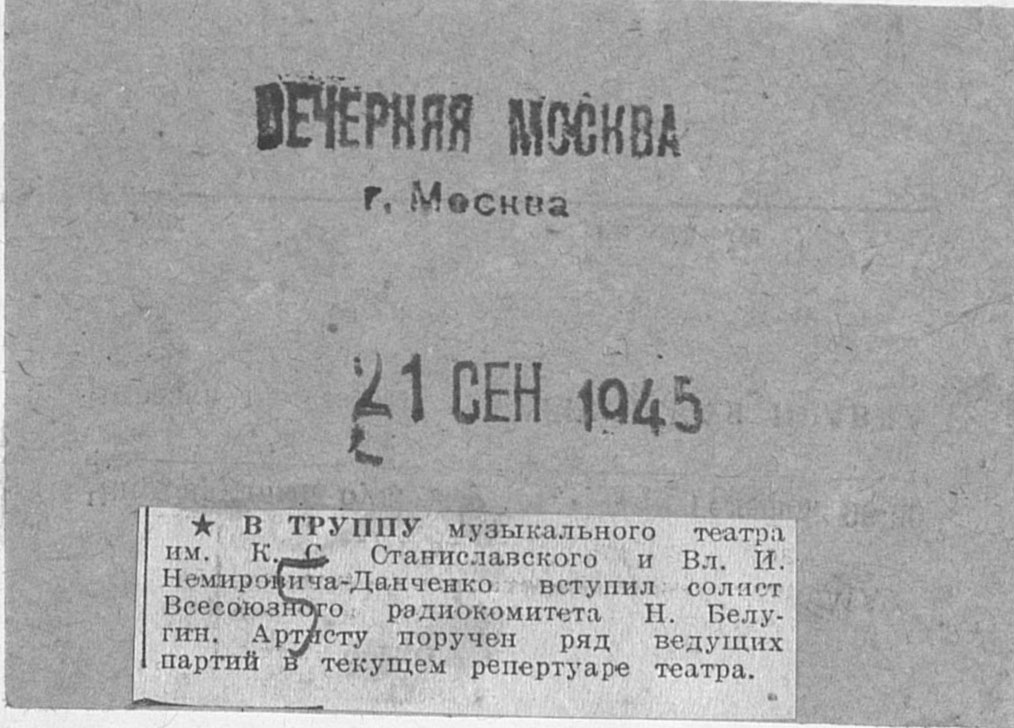 ВЕЧЕРНЯЯ МОСКВА
г. Москва
21 СЕН 1945
★ В ТРУППУ музыкального театра
им. К. С. Станиславского и Вл. И.
Немировича-Данченко вступил солист
Всесоюзного радиокомитета Н. Белу-
гин. Артисту поручен ряд ведущих
партий в текущем репертуаре театра.
5